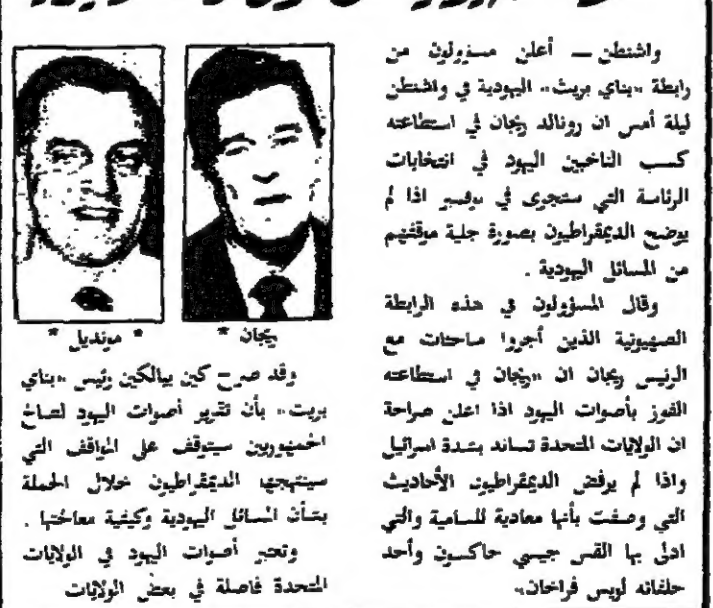 واشنطن — أعلن مسؤولون من
رابطة «بناي بريث» اليهودية في واشنطن
ليلة أمس ان رونالد ريجان في استطاعته
كسب الناخبين اليهود في انتخابات
الرئاسة التي ستجرى في نوفمبر اذا لم
يوضح الديمقراطيون بصورة جلية موقفهم
من المسائل اليهودية .
وقال المسؤولون في هذه الرابطة
الصهيونية الذين أجروا محادثات مع
الرئيس ريجان ان «ريجان في استطاعته
الفوز بأصوات اليهود اذا اعلن صراحة
ان الولايات المتحدة تساند بشدة اسرائيل
واذا لم يرفض الديمقراطيون الأحاديث
التي وصفت بأنها معادية للسامية والتي
ادلى بها القس جيسي جاكسون وأحد
حلفائه لويس فراخان»
ريجان *
* مونديل *
وقد صرح كين بيالكين رئيس «بناي
بريث» بأن تقرير أصوات اليهود لصالح
الجمهوريين سيتوقف على المواقف التي
سينتهجها الديمقراطيون خلال الحملة
بشأن المسائل اليهودية وكيفية معالجتها .
وتعتبر أصوات اليهود في الولايات
المتحدة فاصلة في بعض الولايات